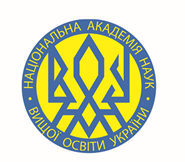 НАЦІОНАЛЬНА АКАДЕМІЯ НАУК
ВИЩОЇ ОСВІТИ УКРАЇНИ